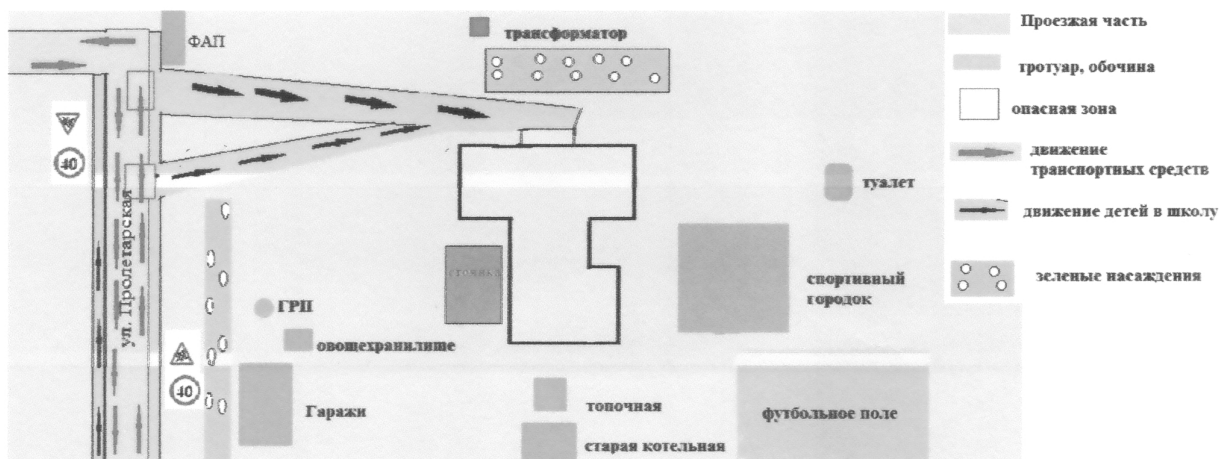 ФАП
трансформатор
40
ул. Пролетарская
туалет
стоянка
спортивный
городок
ГРП
овощехранилище
40
Гаражи
топочная
старая котельная
футбольное поле
Проезжая часть
тротуар, обочина
опасная зона
движение
транспортных средств
движение детей в школу
зеленые насаждения